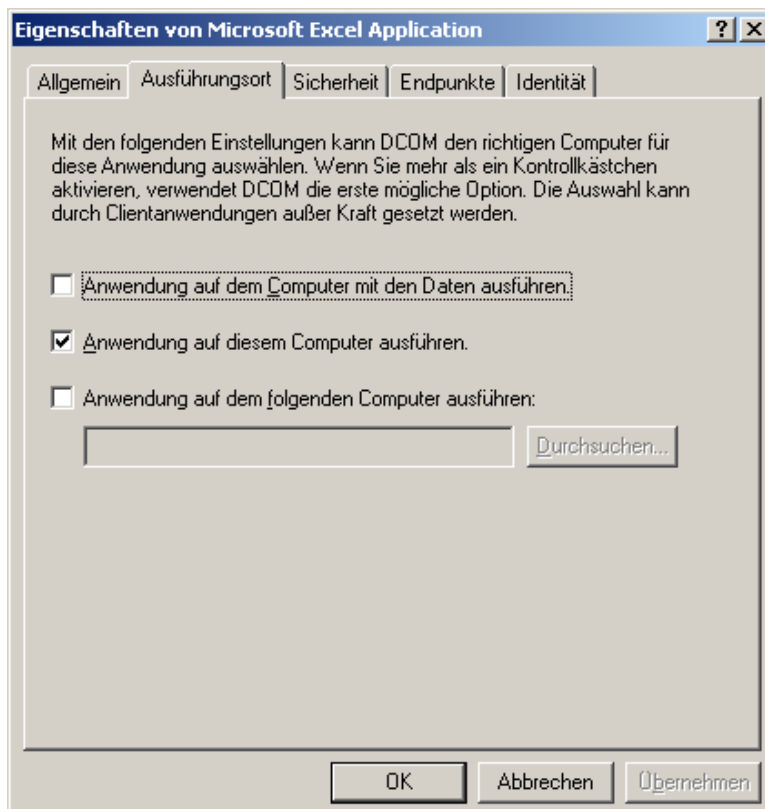 Eigenschaften von Microsoft Excel Application
Allgemein Ausführungsort Sicherheit Endpunkte Identität
Mit den folgenden Einstellungen kann DCOM den richtigen Computer für
diese Anwendung auswählen. Wenn Sie mehr als ein Kontrollkästchen
aktivieren, verwendet DCOM die erste mögliche Option. Die Auswahl kann
durch Clientanwendungen außer Kraft gesetzt werden.
Anwendung auf dem Computer mit den Daten ausführen.
Anwendung auf diesem Computer ausführen.
Anwendung auf dem folgenden Computer ausführen:
Durchsuchen...
OK Abbrechen Übernehmen